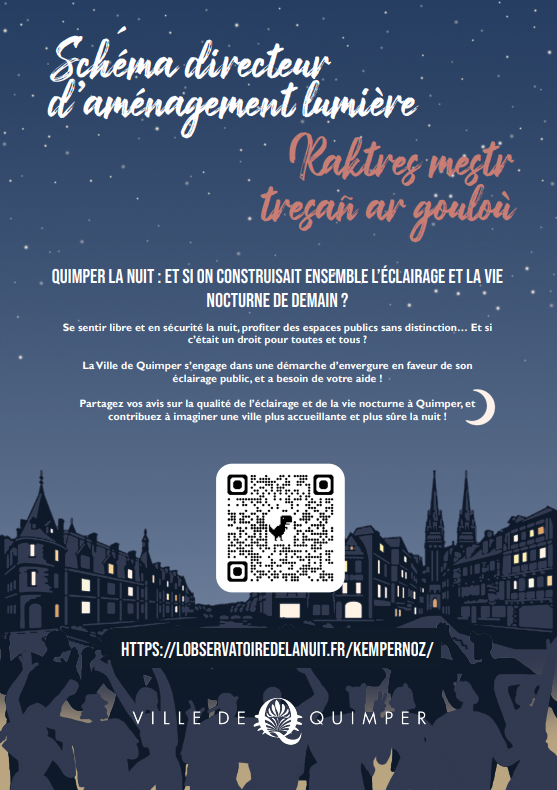 Schéma directeur
d'aménagement lumière
Raktres mestr
tresañ ar gouloù
QUIMPER LA NUIT : ET SI ON CONSTRUISAIT ENSEMBLE L'ÉCLAIRAGE ET LA VIE
NOCTURNE DE DEMAIN ?
Se sentir libre et en sécurité la nuit, profiter des espaces publics sans distinction… Et si
c'était un droit pour toutes et tous ?
La Ville de Quimper s'engage dans une démarche d'envergure en faveur de son
éclairage public, et a besoin de votre aide !
Partagez vos avis sur la qualité de l'éclairage et de la vie nocturne à Quimper, et
contribuez à imaginer une ville plus accueillante et plus sûre la nuit !
HTTPS://LOBSERVATOIREDELANUIT.FR/KEMPERNOZ/
VILLE DE QUIMPER